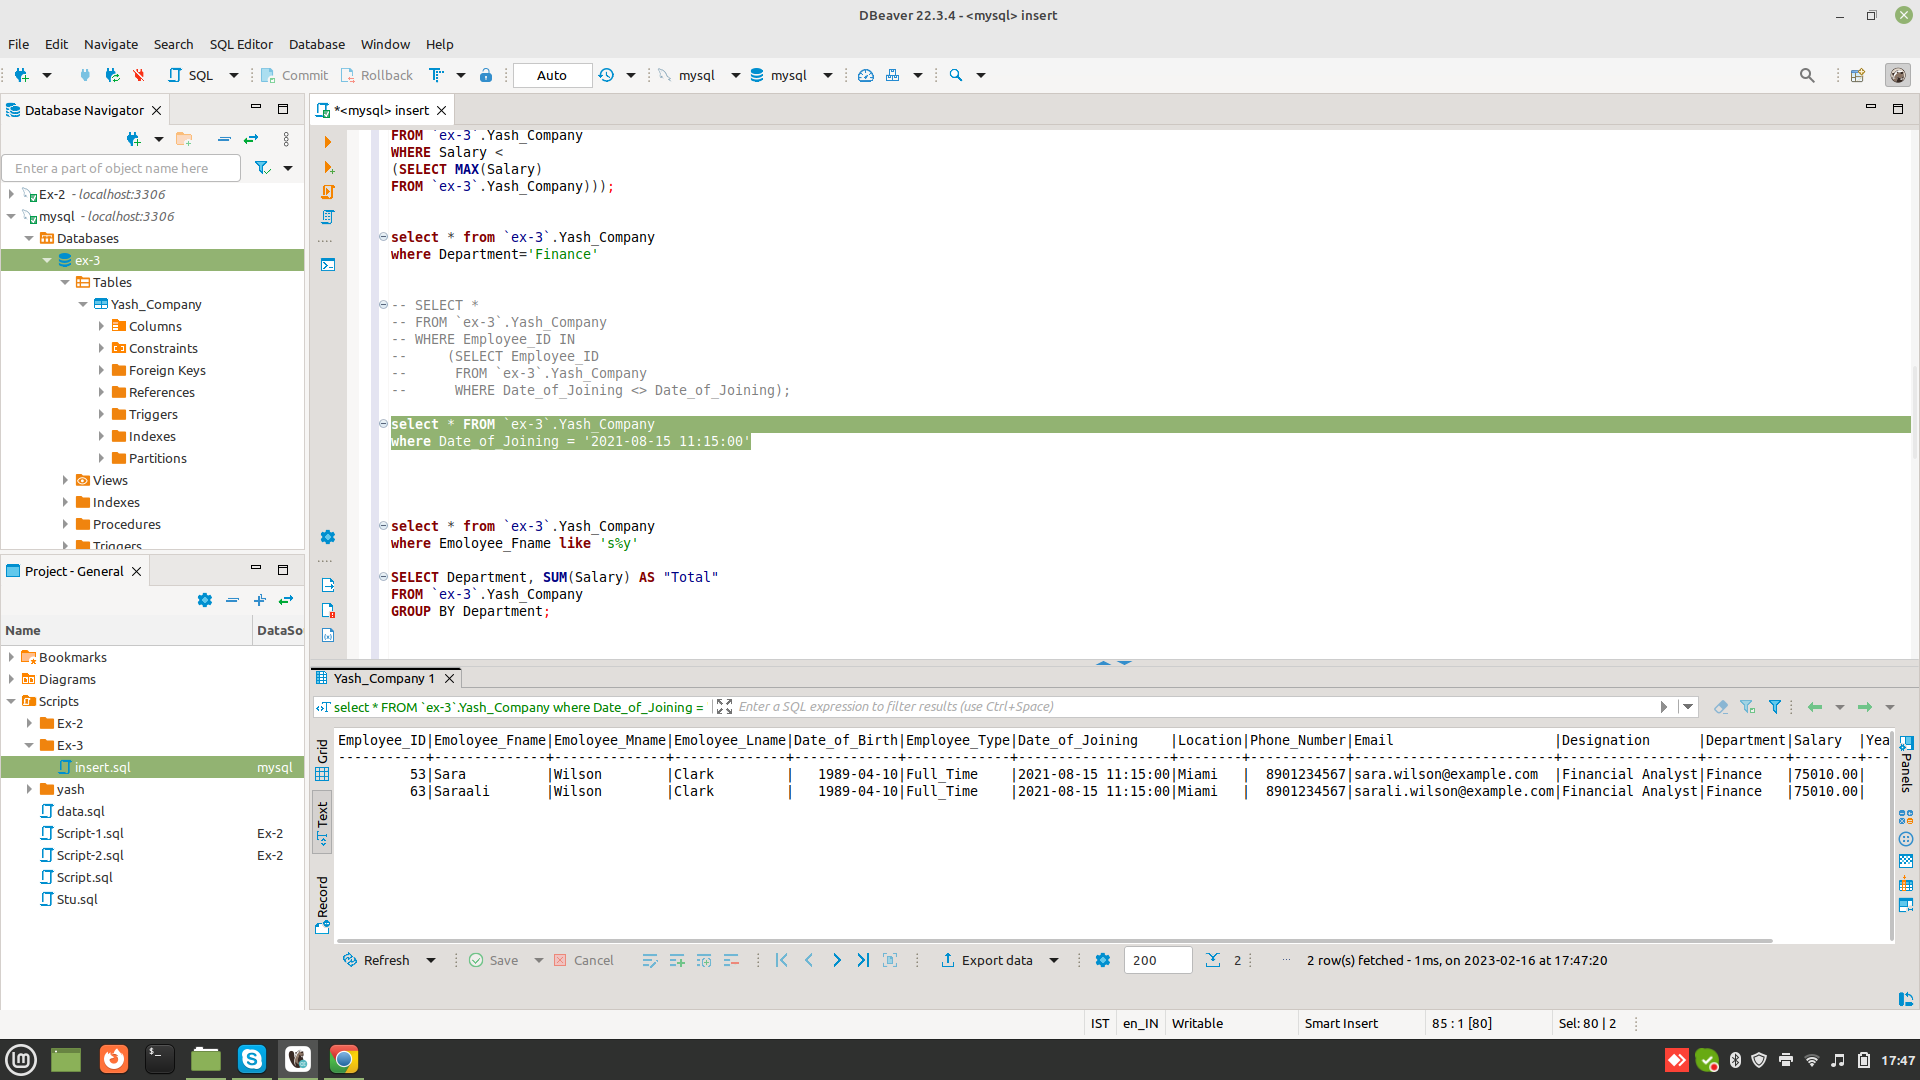 DBeaver 22.3.4 - <mysql> insert
File Edit Navigate Search SQL Editor Database Window Help
SQL Commit Rollback Auto mysql mysql
Database Navigator
Enter a part of object name here
Ex-2 - localhost:3306
mysql - localhost:3306
Databases
ex-3
Tables
Yash_Company
Columns
Constraints
Foreign Keys
References
Triggers
Indexes
Partitions
Views
Indexes
Procedures
Triggers
Project - General
Name DataSo
Bookmarks
Diagrams
Scripts
Ex-2
Ex-3
insert.sql mysql
yash
data.sql
Script-1.sql Ex-2
Script-2.sql Ex-2
Script.sql
Stu.sql
*<mysql> insert
FROM `ex-3`.Yash_Company
WHERE Salary <
(SELECT MAX(Salary)
FROM `ex-3`.Yash_Company)));
select * from `ex-3`.Yash_Company
where Department='Finance'
-- SELECT *
-- FROM `ex-3`.Yash_Company
-- WHERE Employee_ID IN
--     (SELECT Employee_ID
--      FROM `ex-3`.Yash_Company
--      WHERE Date_of_Joining <> Date_of_Joining);
select * FROM `ex-3`.Yash_Company
where Date_of_Joining = '2021-08-15 11:15:00'
select * from `ex-3`.Yash_Company
where Emoloyee_Fname like 's%y'
SELECT Department, SUM(Salary) AS "Total"
FROM `ex-3`.Yash_Company
GROUP BY Department;
Yash_Company 1
select * FROM `ex-3`.Yash_Company where Date_of_Joining = Enter a SQL expression to filter results (use Ctrl+Space)
Grid
Text
Record
Panels
Employee_ID|Emoloyee_Fname|Emoloyee_Mname|Emoloyee_Lname|Date_of_Birth|Employee_Type|Date_of_Joining    |Location|Phone_Number|Email                    |Designation      |Department|Salary  |Yea
-----------+--------------+--------------+--------------+-------------+-------------+-------------------+--------+------------+-------------------------+-----------------+----------+--------+---
         53|Sara          |Wilson        |Clark         |   1989-04-10|Full_Time    |2021-08-15 11:15:00|Miami   |  8901234567|sara.wilson@example.com  |Financial Analyst|Finance   |75010.00|
         63|Saraali       |Wilson        |Clark         |   1989-04-10|Full_Time    |2021-08-15 11:15:00|Miami   |  8901234567|sarali.wilson@example.com|Financial Analyst|Finance   |75010.00|
Refresh Save Cancel Export data 200 2 ... 2 row(s) fetched - 1ms, on 2023-02-16 at 17:47:20
IST en_IN Writable Smart Insert 85 : 1 [80] Sel: 80 | 2
17:47